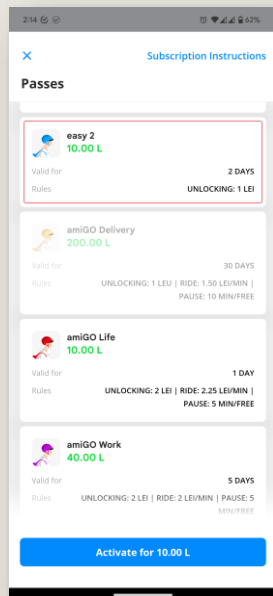 2:14
62%
Subscription Instructions
Passes
easy 2
10.00 L
Valid for 2 DAYS
Rules UNLOCKING: 1 LEI
amiGO Delivery
200.00 L
Valid for 30 DAYS
Rules UNLOCKING: 1 LEU | RIDE: 1.50 LEI/MIN |
PAUSE: 10 MIN/FREE
amiGO Life
10.00 L
Valid for 1 DAY
Rules UNLOCKING: 2 LEI | RIDE: 2.25 LEI/MIN |
PAUSE: 5 MIN/FREE
amiGO Work
40.00 L
Valid for 5 DAYS
Rules UNLOCKING: 2 LEI | RIDE: 2 LEI/MIN | PAUSE: 5
MIN/FREE
Activate for 10.00 L